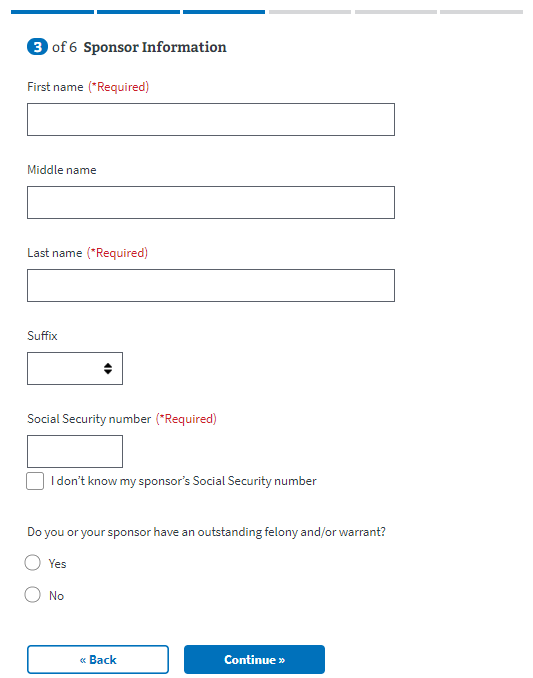 3 of 6 Sponsor Information
First name (*Required)
Middle name
Last name (*Required)
Suffix
Social Security number (*Required)
I don't know my sponsor's Social Security number
Do you or your sponsor have an outstanding felony and/or warrant?
Yes
No
« Back
Continue »